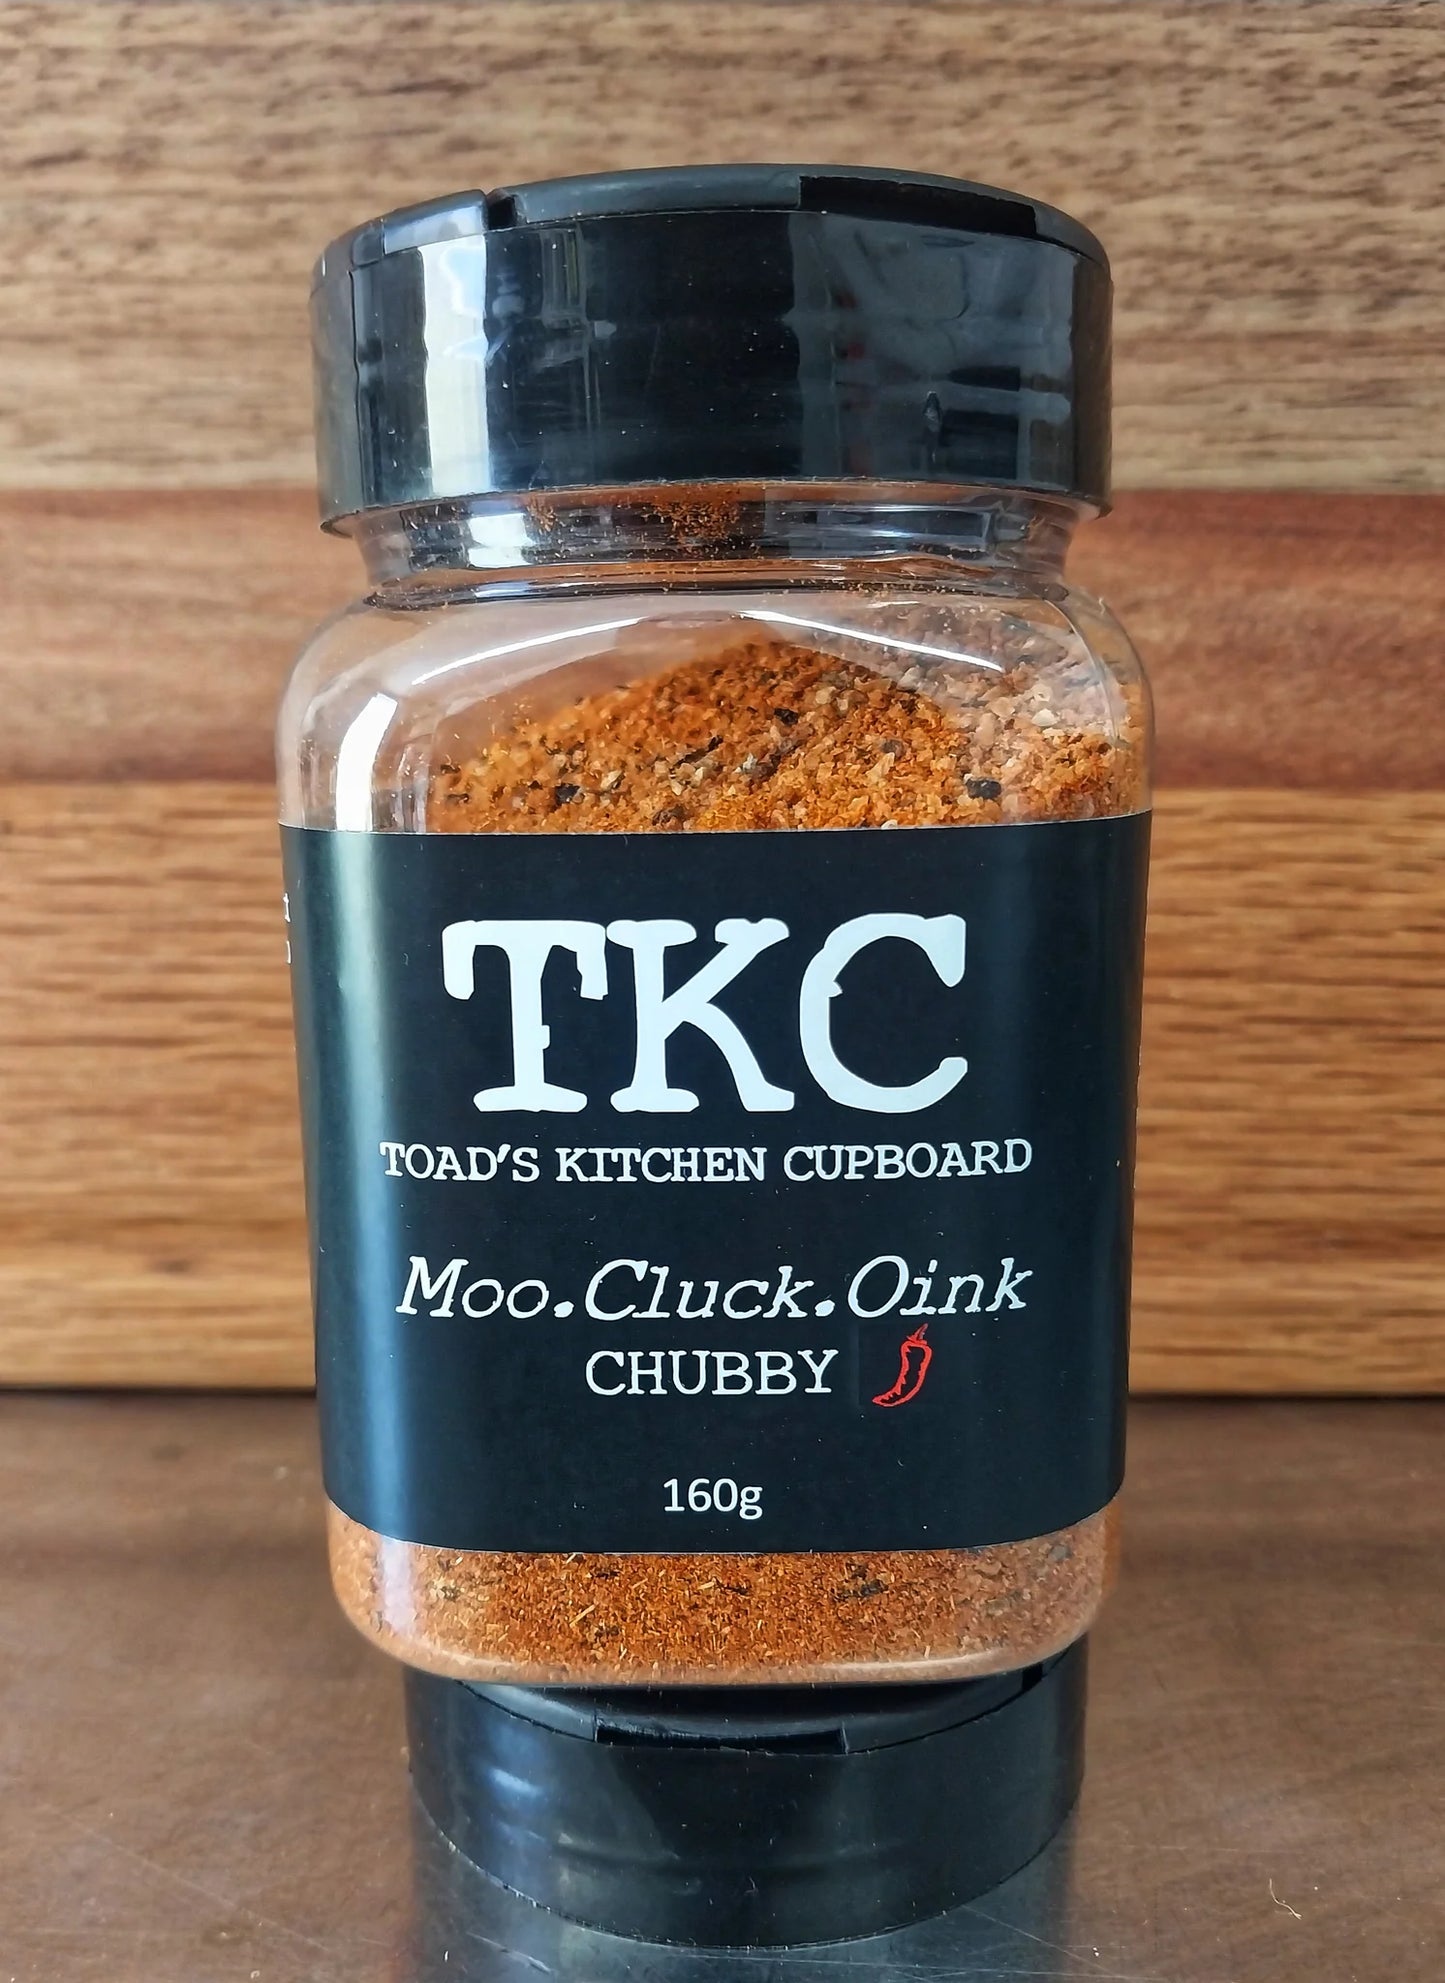 TKC
TOAD'S KITCHEN CUPBOARD
Moo.Cluck.Oink
CHUBBY
160g